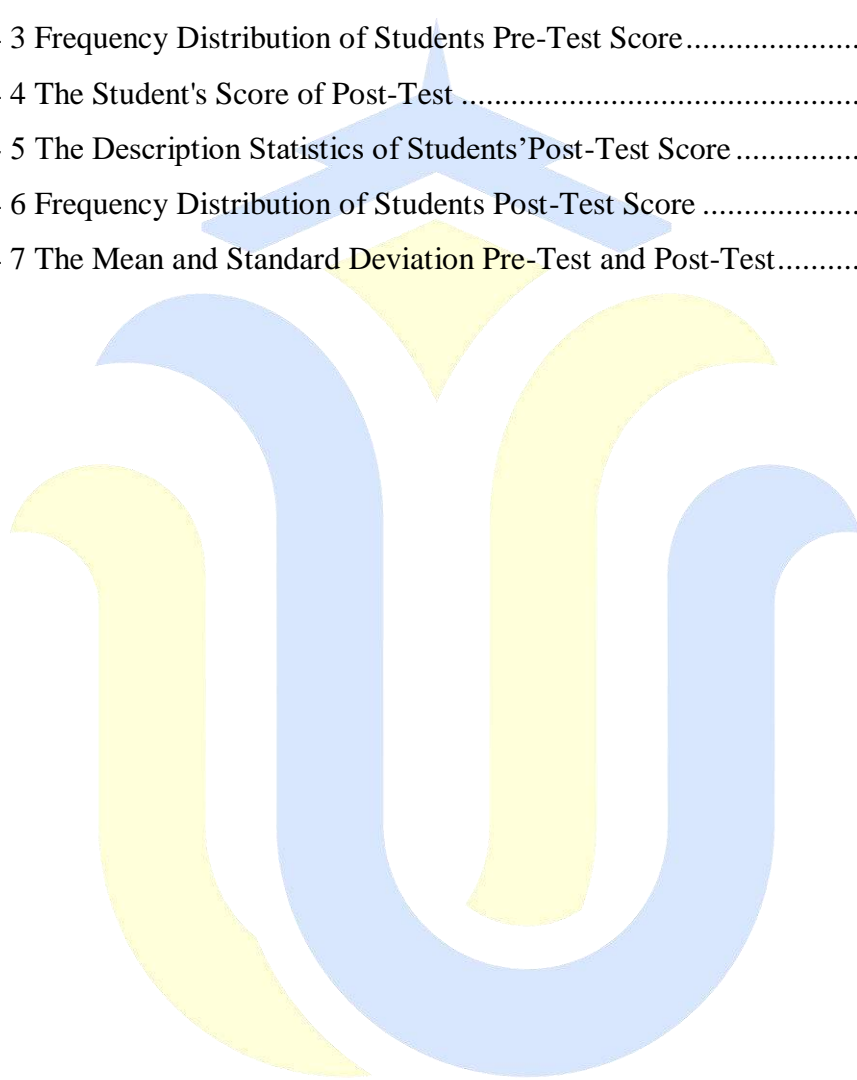 3 Frequency Distribution of Students Pre-Test Score....................
4 The Student's Score of Post-Test ..............................................
5 The Description Statistics of Students’Post-Test Score ..............
6 Frequency Distribution of Students Post-Test Score ..................
7 The Mean and Standard Deviation Pre-Test and Post-Test..........